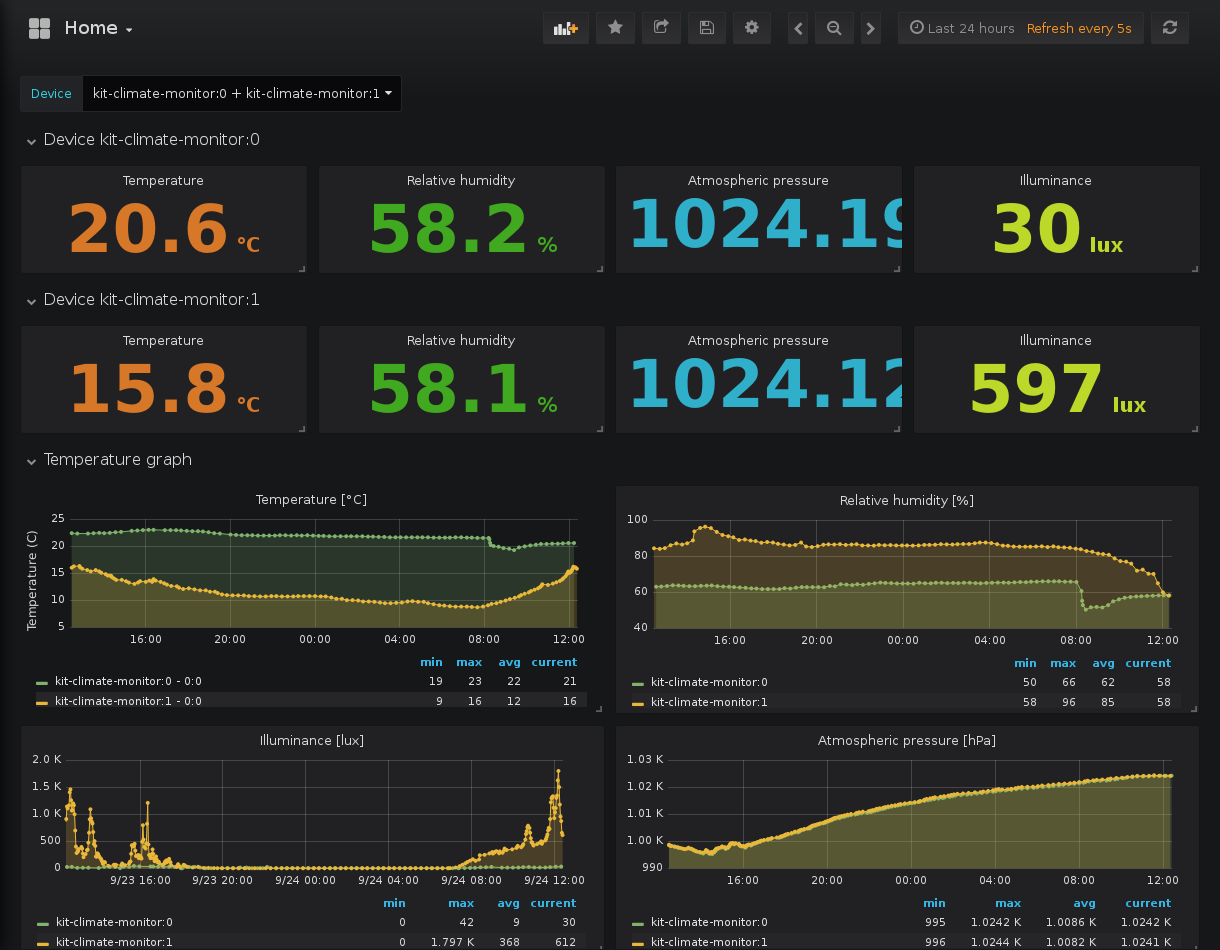 Home
Last 24 hours Refresh every 5s
Device kit-climate-monitor:0 + kit-climate-monitor:1
Device kit-climate-monitor:0
Temperature Relative humidity Atmospheric pressure Illuminance
20.6 °C 58.2 % 1024.19 30 lux
Device kit-climate-monitor:1
Temperature Relative humidity Atmospheric pressure Illuminance
15.8 °C 58.1 % 1024.12 597 lux
Temperature graph
Temperature [°C]
Temperature (C)
25
20
15
10
5
16:00 20:00 00:00 04:00 08:00 12:00
min max avg current
kit-climate-monitor:0 - 0:0 19 23 22 21
kit-climate-monitor:1 - 0:0 9 16 12 16
Relative humidity [%]
100
80
60
40
16:00 20:00 00:00 04:00 08:00 12:00
min max avg current
kit-climate-monitor:0 50 66 62 58
kit-climate-monitor:1 58 96 85 58
Illuminance [lux]
2.0 K
1.5 K
1.0 K
500
0
9/23 16:00 9/23 20:00 9/24 00:00 9/24 04:00 9/24 08:00 9/24 12:00
min max avg current
kit-climate-monitor:0 0 42 9 30
kit-climate-monitor:1 0 1.797 K 368 612
Atmospheric pressure [hPa]
1.03 K
1.02 K
1.01 K
1.00 K
990
16:00 20:00 00:00 04:00 08:00 12:00
min max avg current
kit-climate-monitor:0 995 1.0242 K 1.0086 K 1.0242 K
kit-climate-monitor:1 996 1.0244 K 1.0082 K 1.0241 K